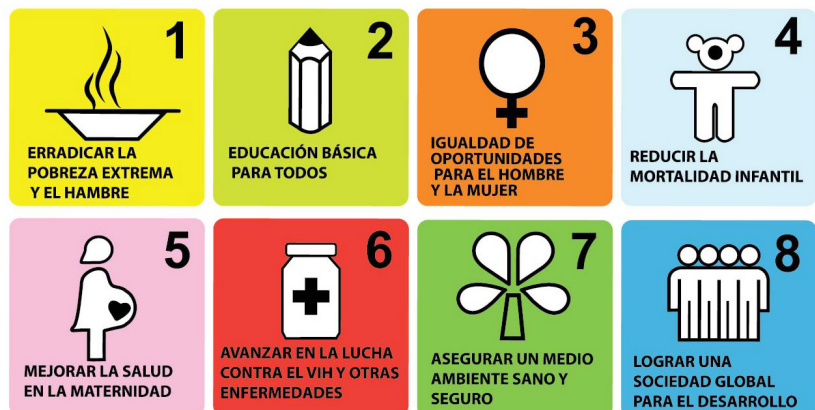 1
ERRADICAR LA
POBREZA EXTREMA
Y EL HAMBRE
2
EDUCACIÓN BÁSICA
PARA TODOS
3
IGUALDAD DE
OPORTUNIDADES
PARA EL HOMBRE
Y LA MUJER
4
REDUCIR LA
MORTALIDAD INFANTIL
5
MEJORAR LA SALUD
EN LA MATERNIDAD
6
AVANZAR EN LA LUCHA
CONTRA EL VIH Y OTRAS
ENFERMEDADES
7
ASEGURAR UN MEDIO
AMBIENTE SANO Y
SEGURO
8
LOGRAR UNA
SOCIEDAD GLOBAL
PARA EL DESARROLLO